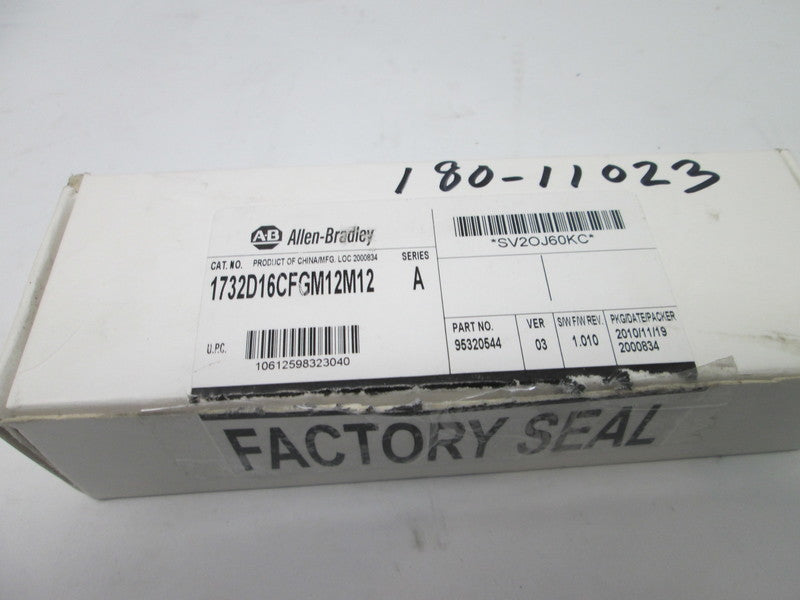 180-11023
A-B Allen-Bradley
CAT. NO. PRODUCT OF CHINA/MFG. LOC 2000834 SERIES
1732D16CFGM12M12 A
U.P.C.
10612598323040
*SV2OJ60KC*
PART NO. VER S/W F/W REV. PKG/DATE/PACKER
95320544 03 1.010 2010/11/19
2000834
FACTORY SEAL